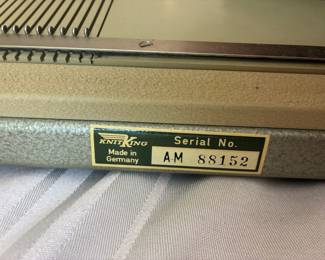 KNITKING
Made in
Germany
Serial No.
AM 88152